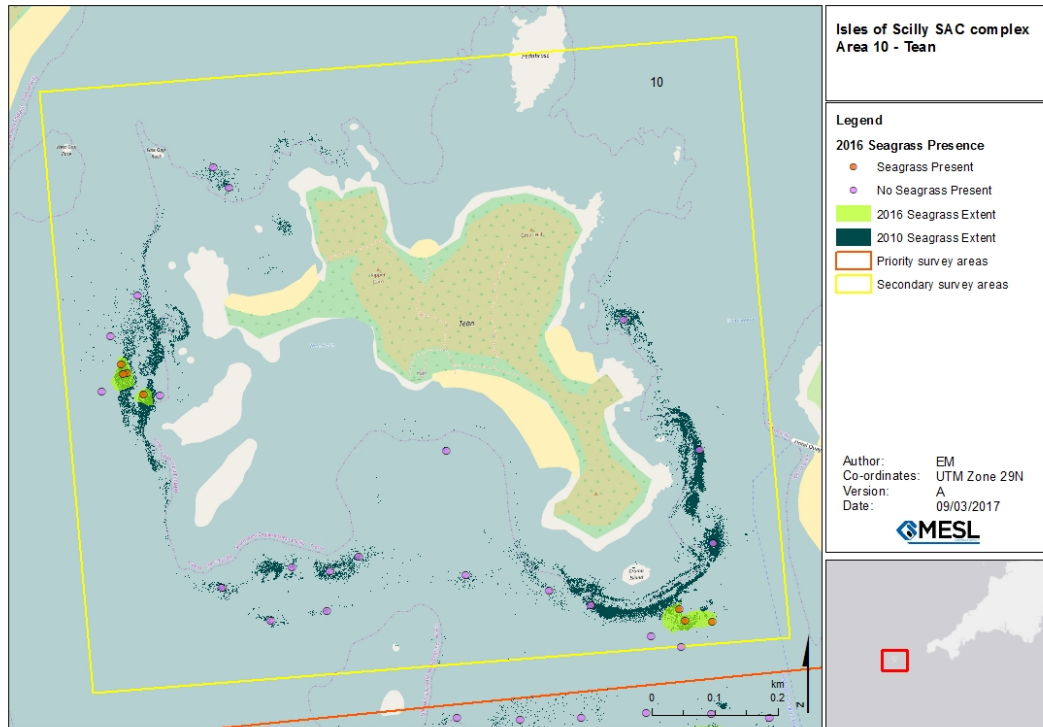 Isles of Scilly SAC complex
Area 10 - Tean
10
Tean
Legend
2016 Seagrass Presence
Seagrass Present
No Seagrass Present
2016 Seagrass Extent
2010 Seagrass Extent
Priority survey areas
Secondary survey areas
Author: EM
Co-ordinates: UTM Zone 29N
Version: A
Date: 09/03/2017
MESL
km
0 0.1 0.2
N